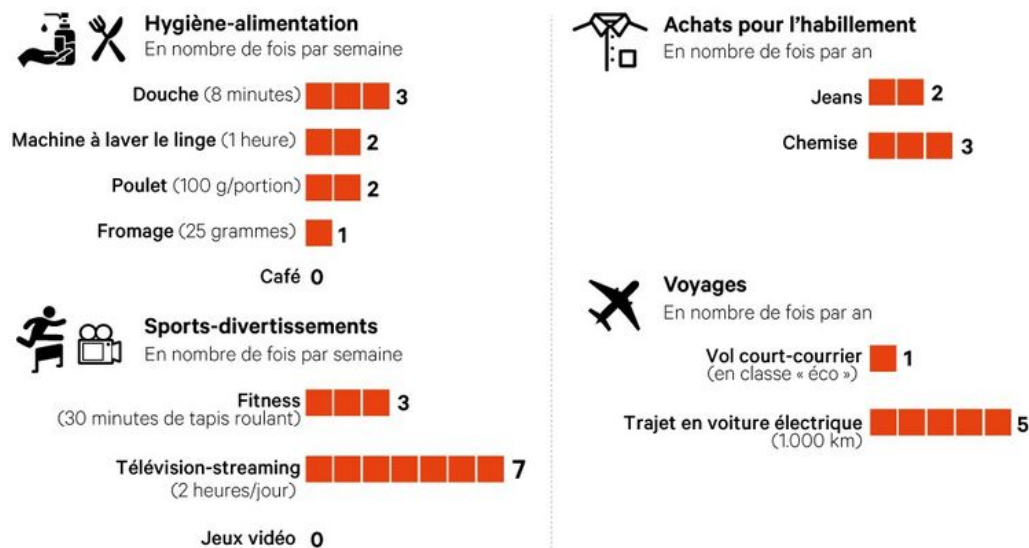 Hygiène-alimentation
En nombre de fois par semaine
Douche (8 minutes) 3
Machine à laver le linge (1 heure) 2
Poulet (100 g/portion) 2
Fromage (25 grammes) 1
Café 0
Sports-divertissements
En nombre de fois par semaine
Fitness 3
(30 minutes de tapis roulant)
Télévision-streaming 7
(2 heures/jour)
Jeux vidéo 0
Achats pour l’habillement
En nombre de fois par an
Jeans 2
Chemise 3
Voyages
En nombre de fois par an
Vol court-courrier 1
(en classe « éco »)
Trajet en voiture électrique 5
(1.000 km)